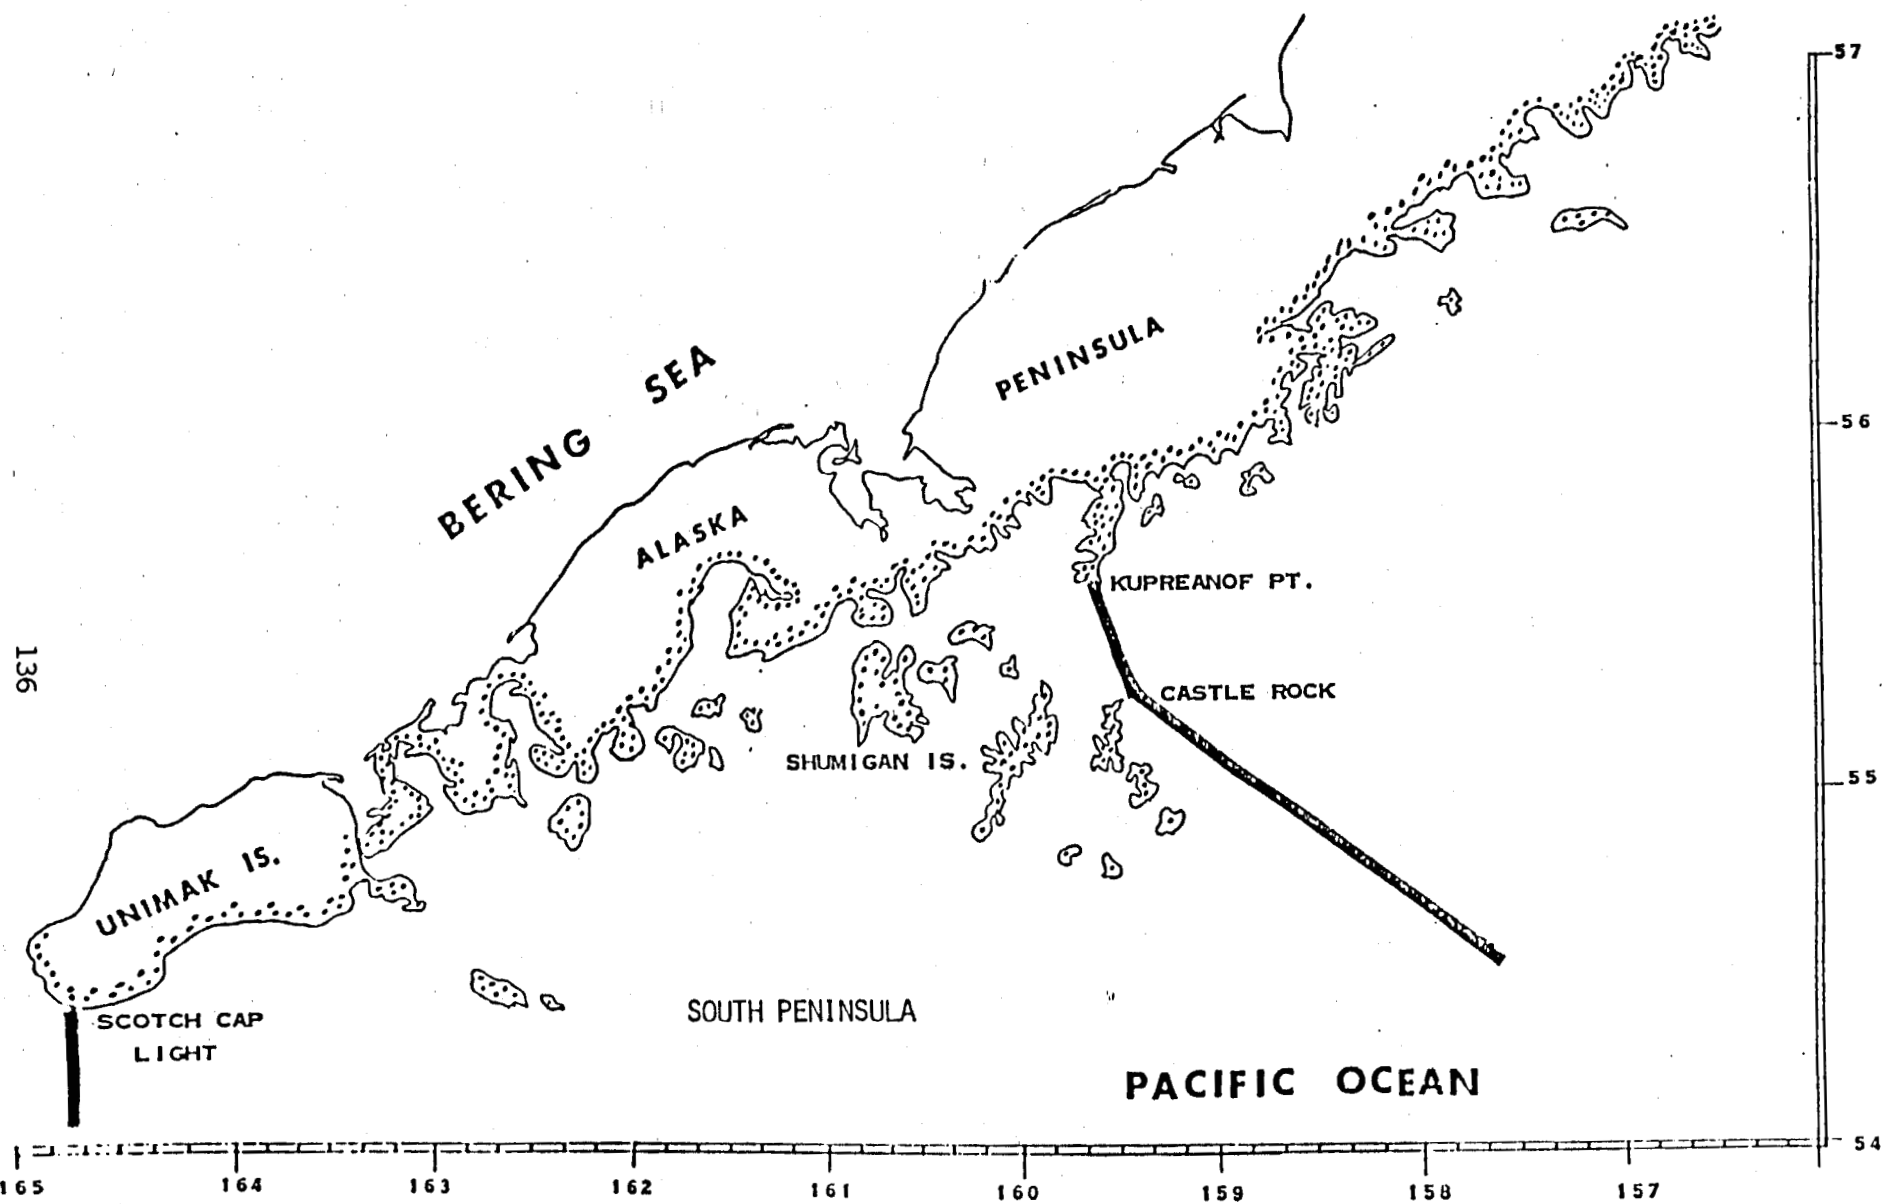 57
SEA
PENINSULA
56
BERING
ALASKA
KUPREANOF PT.
136
CASTLE ROCK
SHUMIGAN IS.
55
UNIMAK IS.
SCOTCH CAP
LIGHT
SOUTH PENINSULA
PACIFIC OCEAN
54
165 164 163 162 161 160 159 158 157